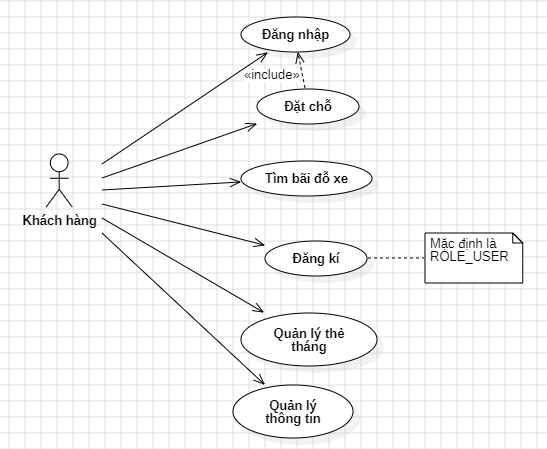 Đăng nhập
«include»
Đặt chỗ
Tìm bãi đỗ xe
Khách hàng
Đăng kí
Mặc định là
ROLE_USER
Quản lý thẻ
tháng
Quản lý
thông tin